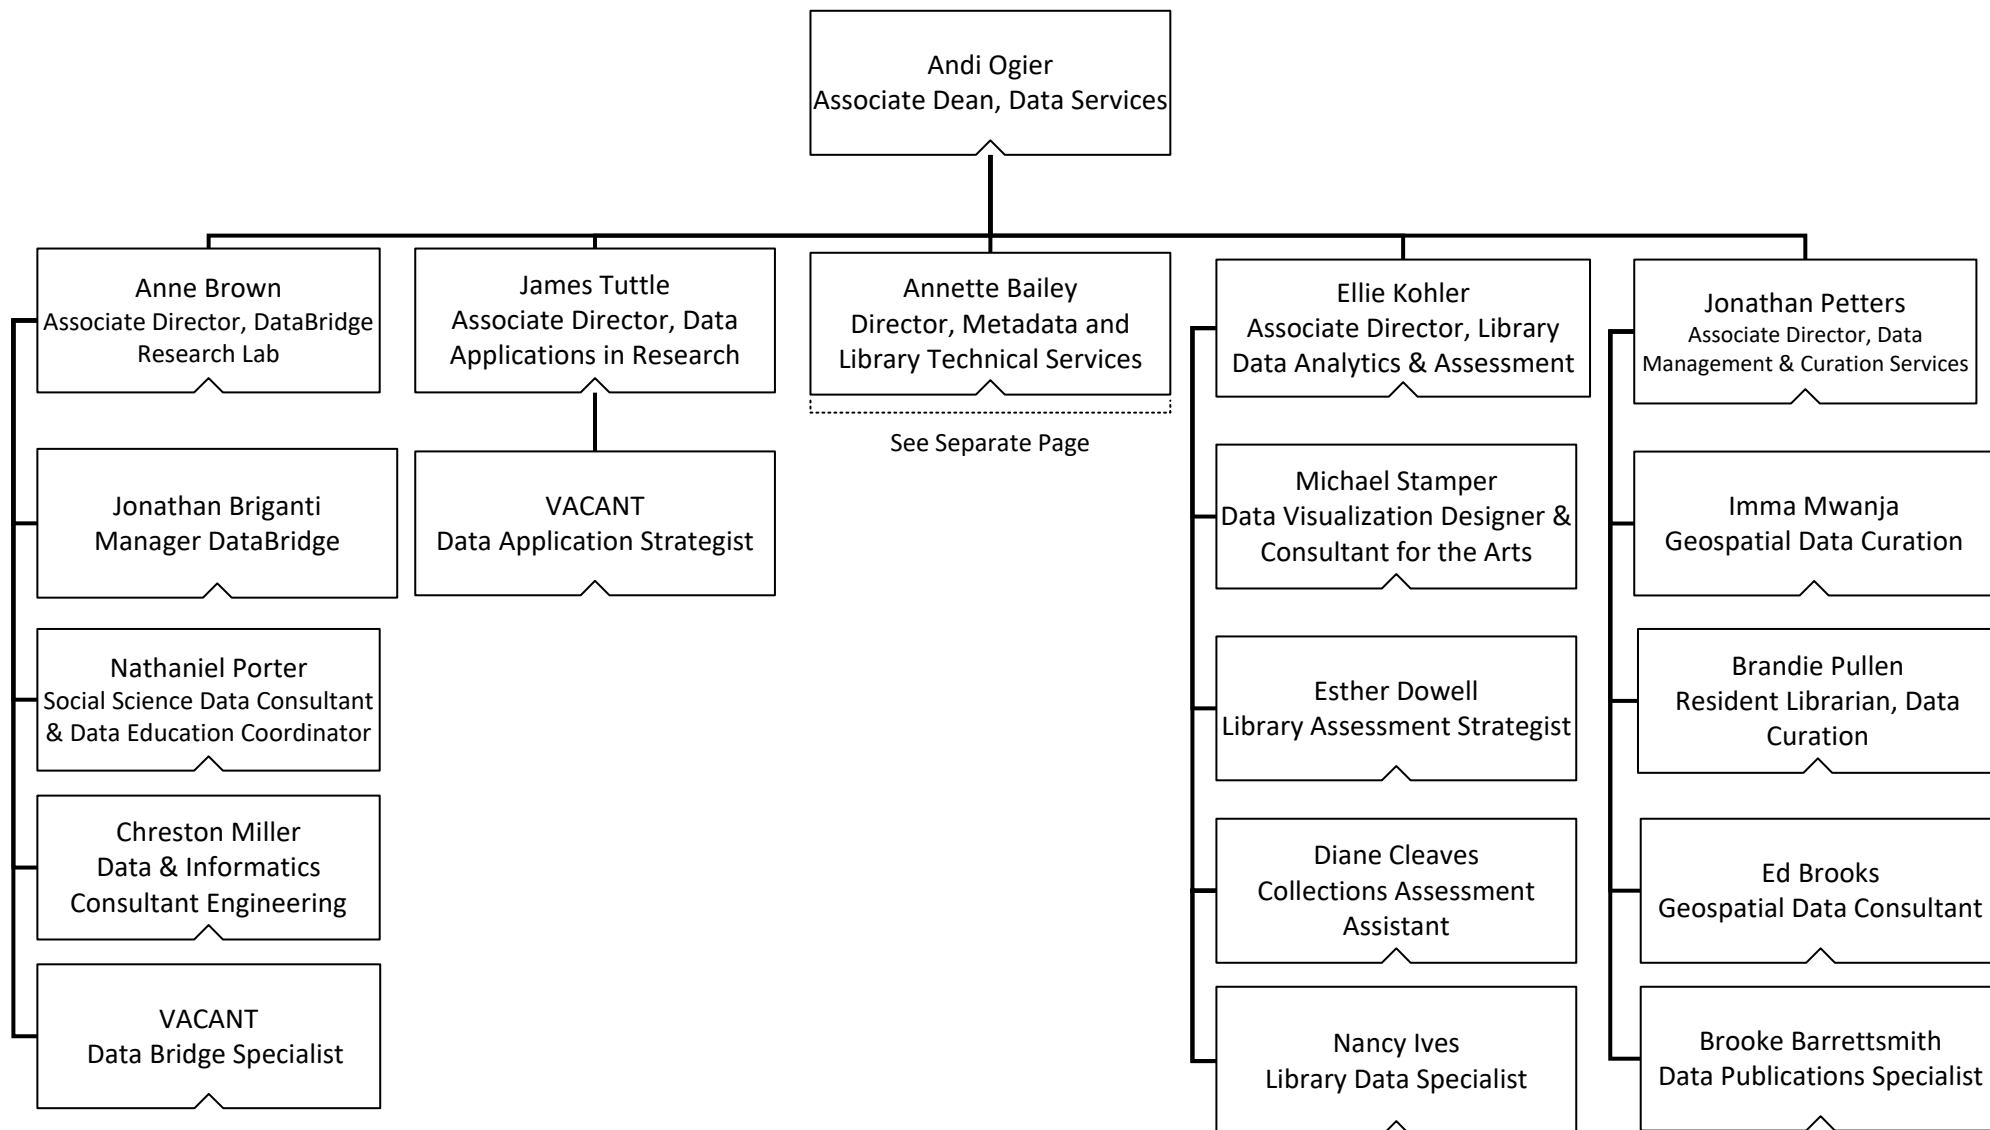 Andi Ogier
Associate Dean, Data Services
Anne Brown
Associate Director, DataBridge
Research Lab
James Tuttle
Associate Director, Data
Applications in Research
Annette Bailey
Director, Metadata and
Library Technical Services
See Separate Page
Ellie Kohler
Associate Director, Library
Data Analytics & Assessment
Jonathan Petters
Associate Director, Data
Management & Curation Services
Jonathan Briganti
Manager DataBridge
Nathaniel Porter
Social Science Data Consultant
& Data Education Coordinator
Chreston Miller
Data & Informatics
Consultant Engineering
VACANT
Data Bridge Specialist
VACANT
Data Application Strategist
Michael Stamper
Data Visualization Designer &
Consultant for the Arts
Esther Dowell
Library Assessment Strategist
Diane Cleaves
Collections Assessment
Assistant
Nancy Ives
Library Data Specialist
Imma Mwanja
Geospatial Data Curation
Brandie Pullen
Resident Librarian, Data
Curation
Ed Brooks
Geospatial Data Consultant
Brooke Barrettsmith
Data Publications Specialist